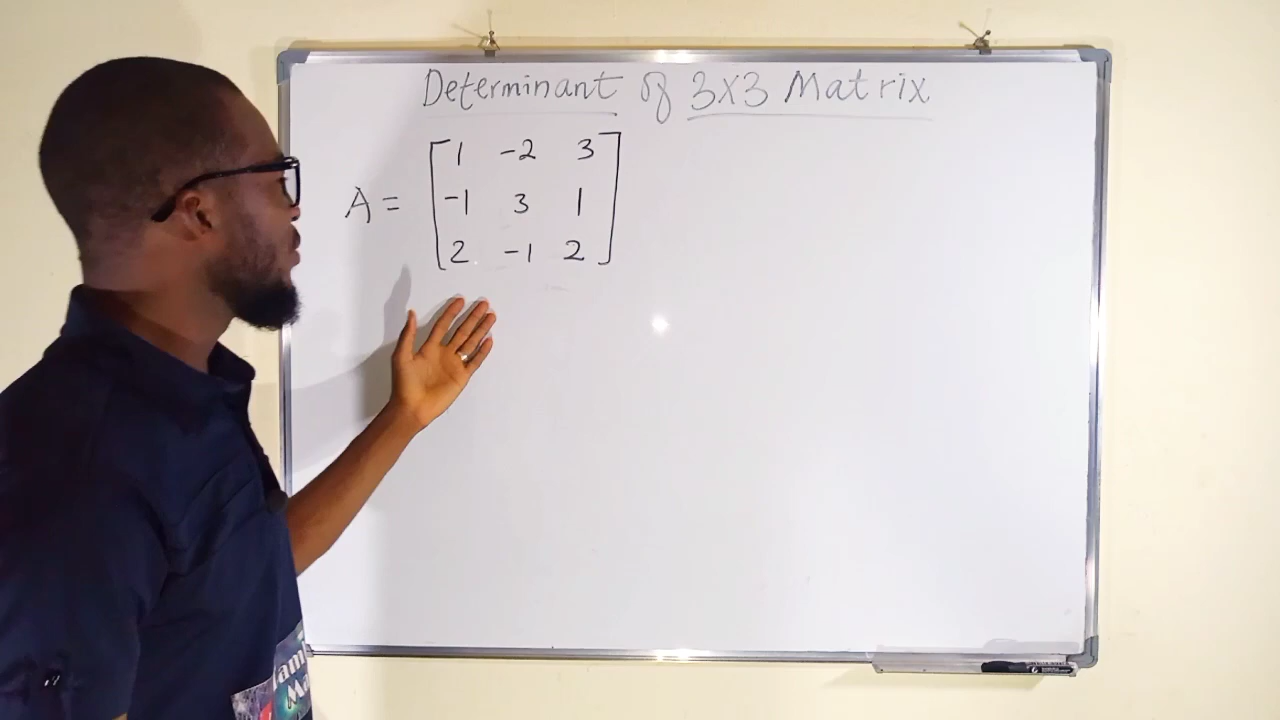 Determinant of 3x3 Matrix
1 -2 3
A = -1 3 1
2 -1 2